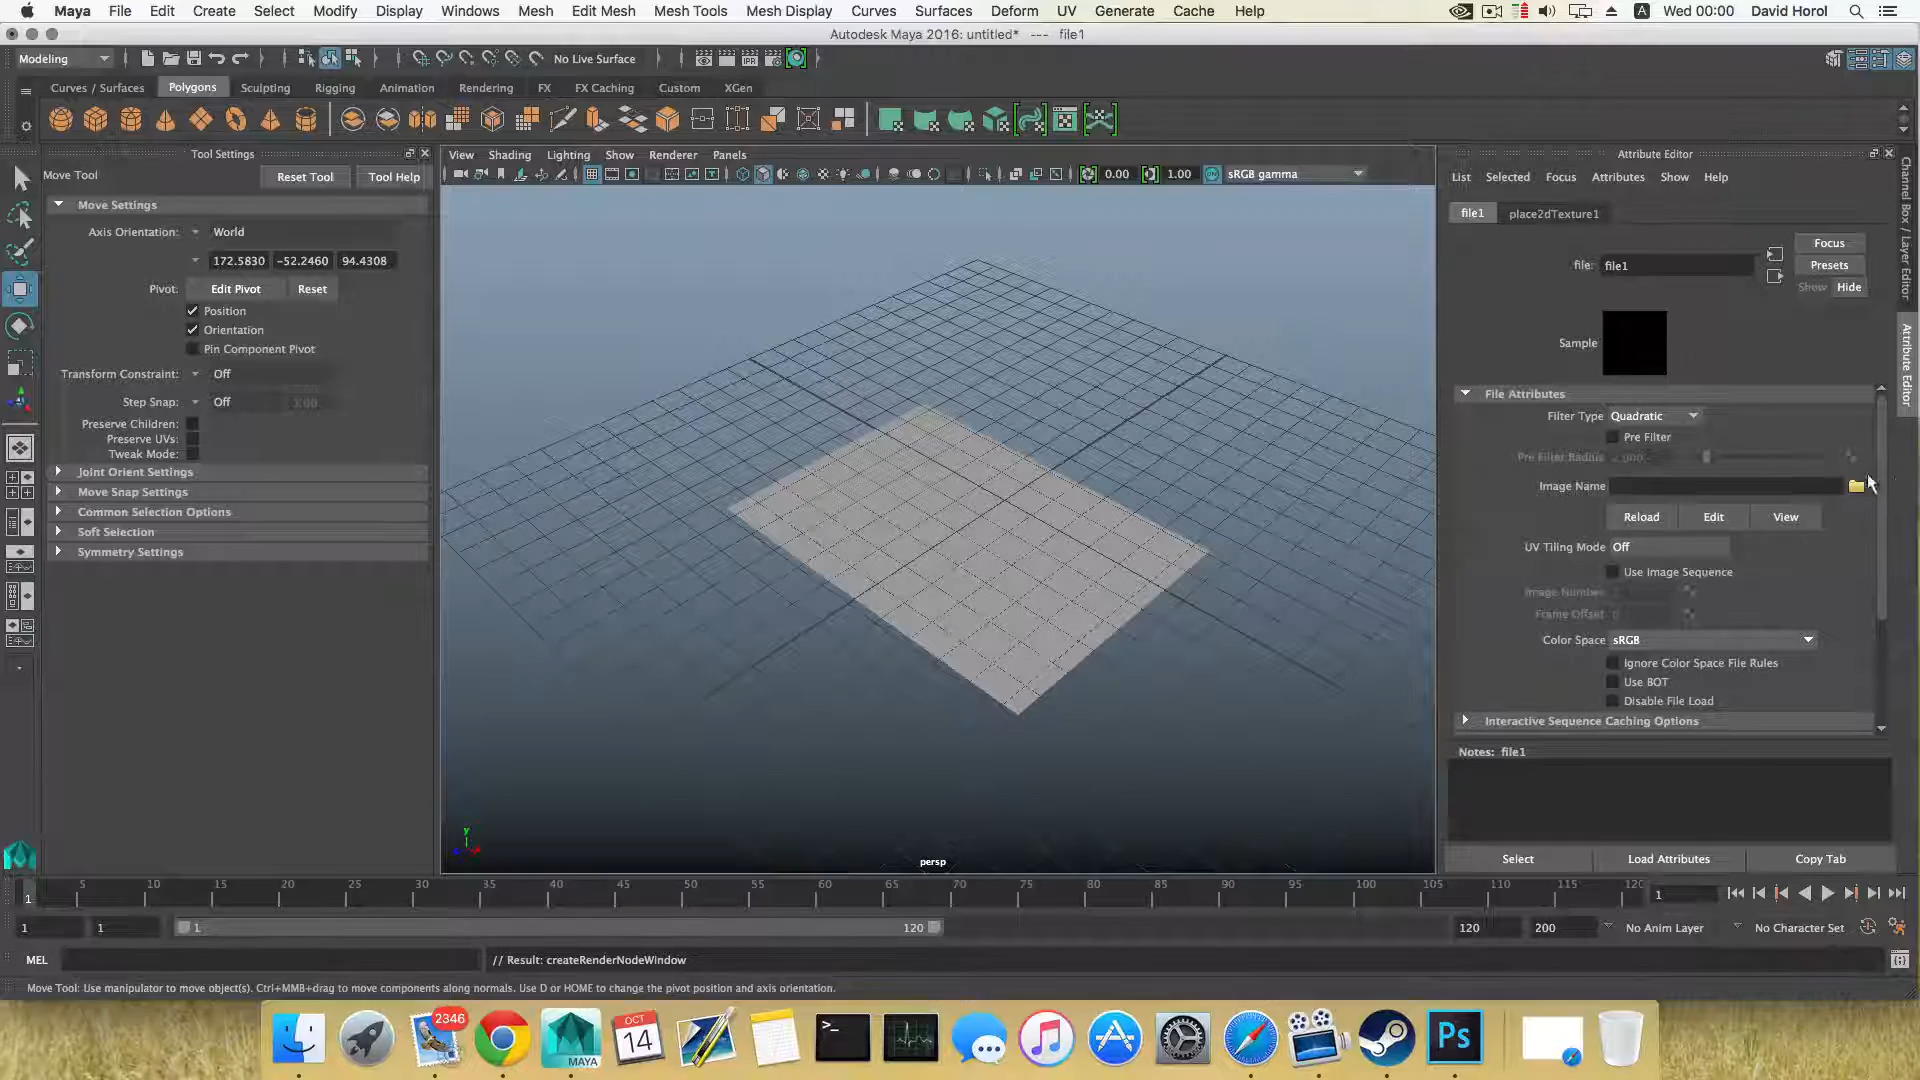 Maya File Edit Create Select Modify Display Windows Mesh Edit Mesh Mesh Tools Mesh Display Curves Surfaces Deform UV Generate Cache Help A Wed 00:00 David Horol
Autodesk Maya 2016: untitled* --- file1
Modeling No Live Surface
Curves / Surfaces Polygons Sculpting Rigging Animation Rendering FX FX Caching Custom XGen
IPR
Tool Settings
Move Tool Reset Tool Tool Help
Move Settings
Axis Orientation: World
172.5830 -52.2460 94.4308
Pivot: Edit Pivot Reset
Position
Orientation
Pin Component Pivot
Transform Constraint: Off
Step Snap: Off 1.00
Preserve Children:
Preserve UVs:
Tweak Mode:
Joint Orient Settings
Move Snap Settings
Common Selection Options
Soft Selection
Symmetry Settings
View Shading Lighting Show Renderer Panels
0.00 1.00 sRGB gamma
y
persp
Attribute Editor
List Selected Focus Attributes Show Help
file1 place2dTexture1
Focus
file: file1 Presets
Show Hide
Sample
File Attributes
Filter Type Quadratic
Pre Filter
Pre Filter Radius 2.000
Image Name
Reload Edit View
UV Tiling Mode Off
Use Image Sequence
Image Number
Frame Offset 0
Color Space sRGB
Ignore Color Space File Rules
Use BOT
Disable File Load
Interactive Sequence Caching Options
Notes: file1
Select Load Attributes Copy Tab
Channel Box / Layer Editor
Attribute Editor
1 5 10 15 20 25 30 35 40 45 50 55 60 65 70 75 80 85 90 95 100 105 110 115 120 1
1 1 1 120 120 200 No Anim Layer No Character Set
MEL // Result: createRenderNodeWindow
Move Tool: Use manipulator to move object(s). Ctrl+MMB+drag to move components along normals. Use D or HOME to change the pivot position and axis orientation.
2346 MAYA OCT 14 >_ Ps